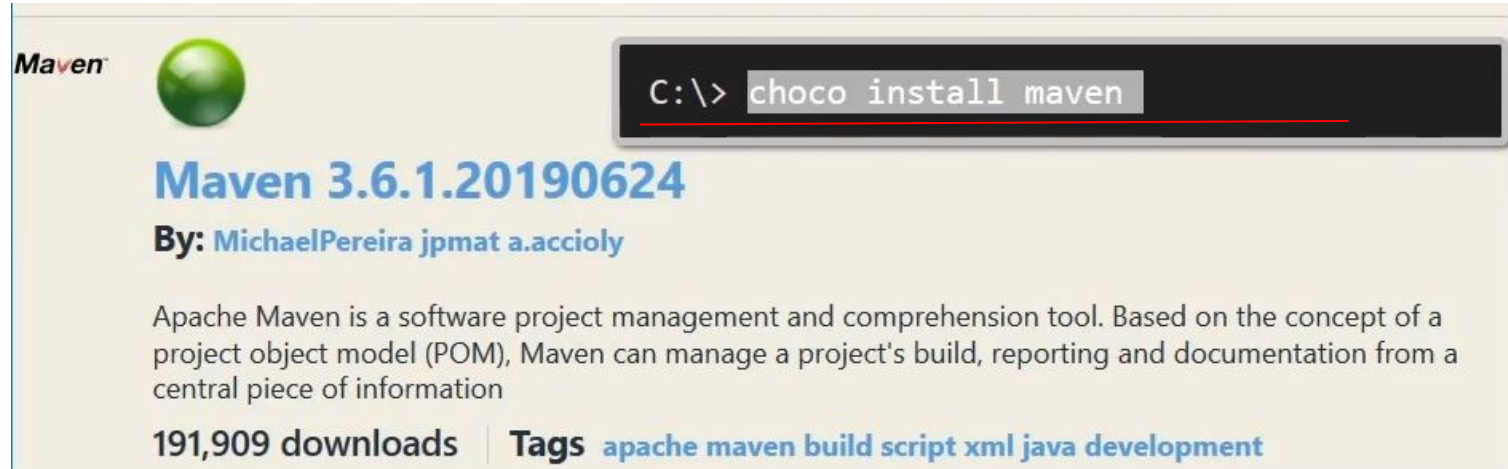 Maven
C:\> choco install maven
Maven 3.6.1.20190624
By: MichaelPereira jpmat a.accioly
Apache Maven is a software project management and comprehension tool. Based on the concept of a
project object model (POM), Maven can manage a project's build, reporting and documentation from a
central piece of information
191,909 downloads Tags apache maven build script xml java development